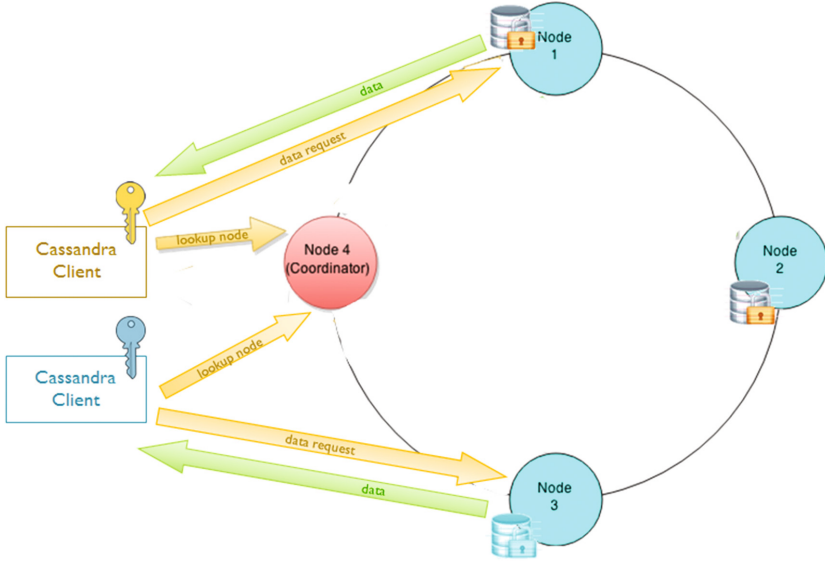 Node
1
data
data request
Cassandra
Client
lookup node
Node 4
(Coordinator)
Node
2
Cassandra
Client
lookup node
data request
data
Node
3